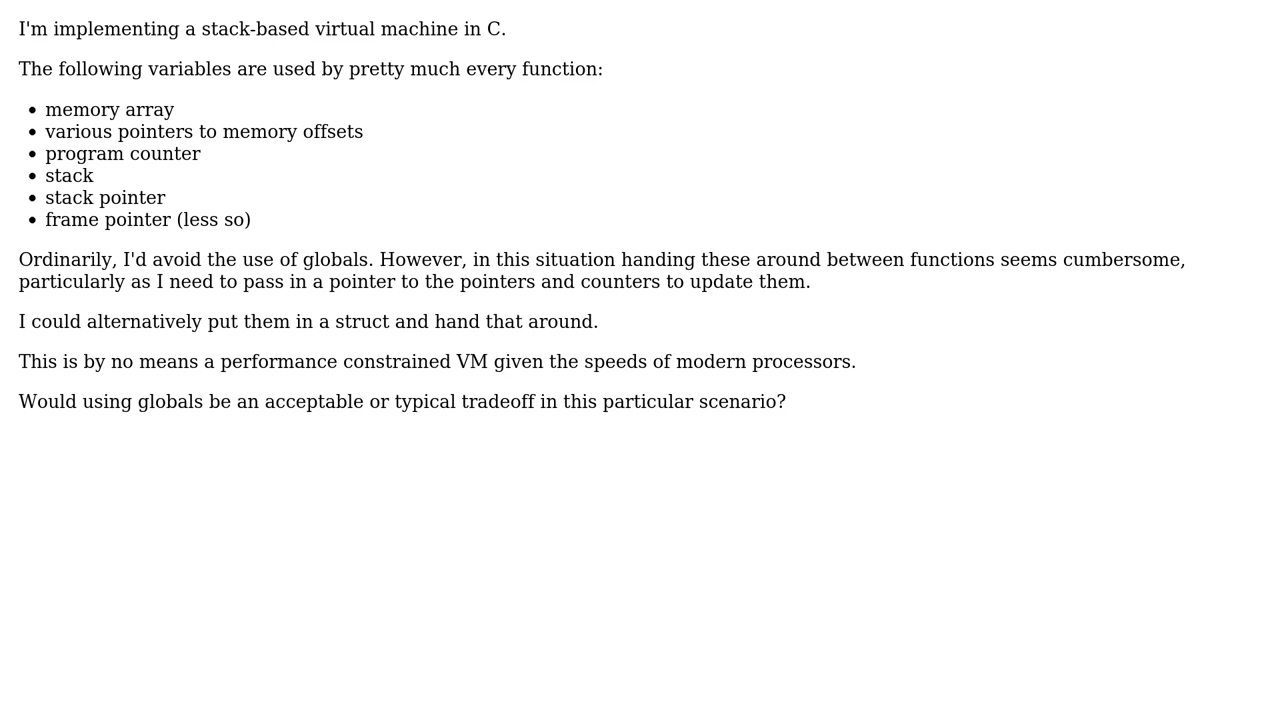 I'm implementing a stack-based virtual machine in C.
The following variables are used by pretty much every function:
• memory array
• various pointers to memory offsets
• program counter
• stack
• stack pointer
• frame pointer (less so)
Ordinarily, I'd avoid the use of globals. However, in this situation handing these around between functions seems cumbersome,
particularly as I need to pass in a pointer to the pointers and counters to update them.
I could alternatively put them in a struct and hand that around.
This is by no means a performance constrained VM given the speeds of modern processors.
Would using globals be an acceptable or typical tradeoff in this particular scenario?